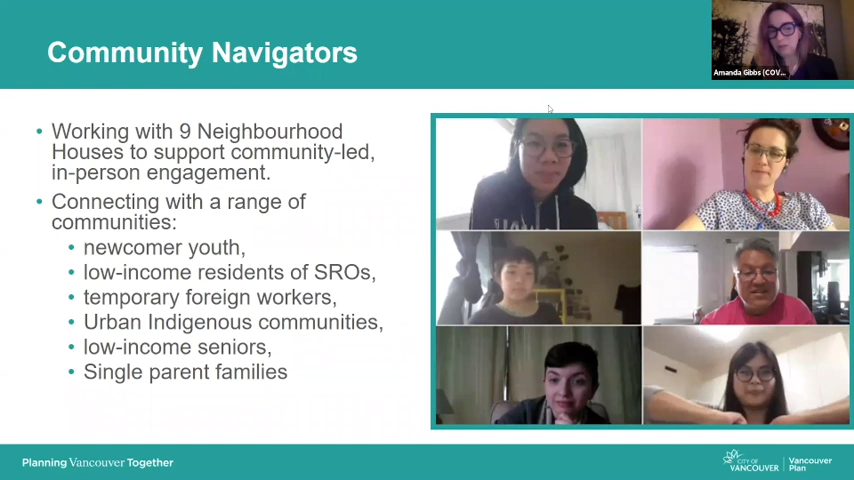 Community Navigators
Amanda Gibbs (COV...
• Working with 9 Neighbourhood
Houses to support community-led,
in-person engagement.
• Connecting with a range of
communities:
• newcomer youth,
• low-income residents of SROs,
• temporary foreign workers,
• Urban Indigenous communities,
• low-income seniors,
• Single parent families
Planning Vancouver Together
CITY OF
VANCOUVER
Vancouver
Plan